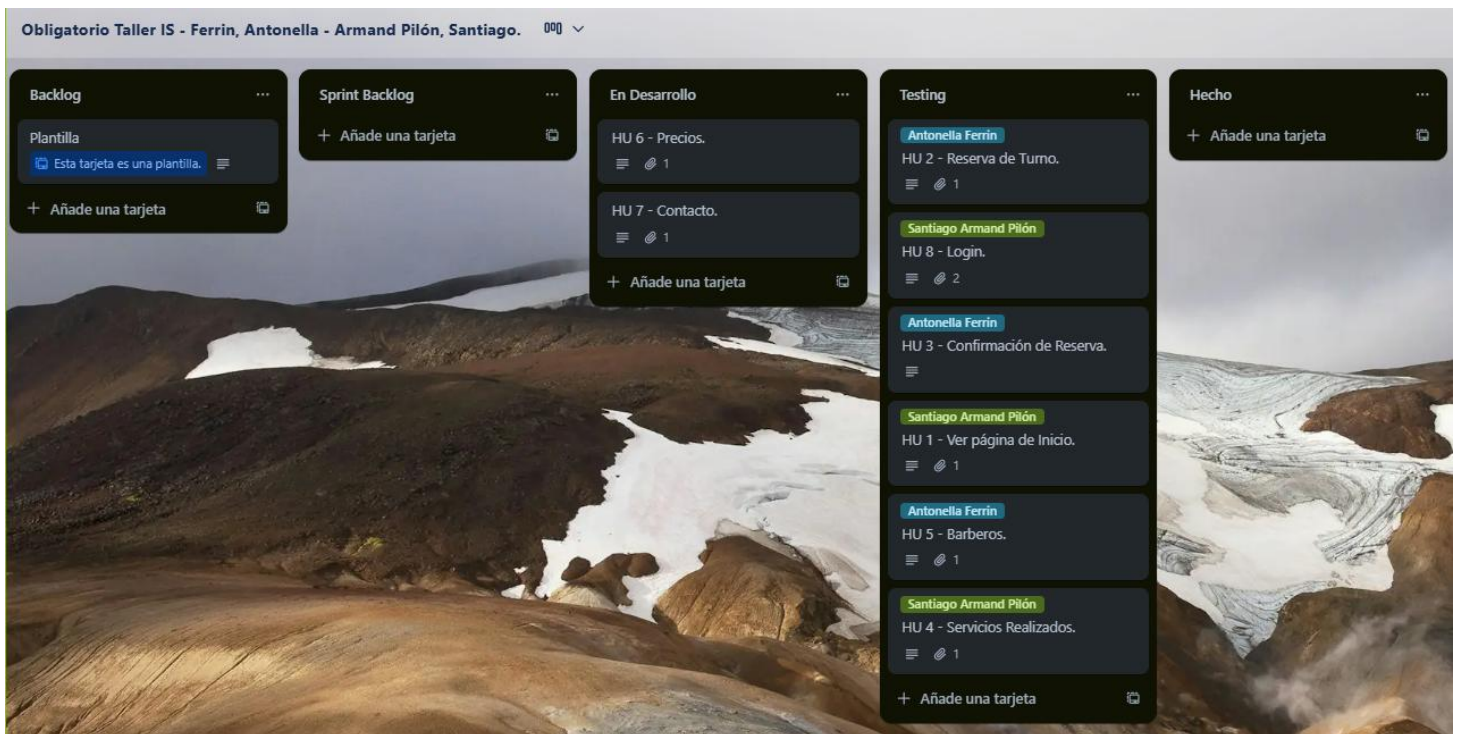 Obligatorio Taller IS - Ferrin, Antonella - Armand Pilón, Santiago.
Backlog
Plantilla
Esta tarjeta es una plantilla.
+ Añade una tarjeta
Sprint Backlog
+ Añade una tarjeta
En Desarrollo
HU 6 - Precios.
1
HU 7 - Contacto.
1
+ Añade una tarjeta
Testing
Antonella Ferrin
HU 2 - Reserva de Turno.
1
Santiago Armand Pilón
HU 8 - Login.
2
Antonella Ferrin
HU 3 - Confirmación de Reserva.
Santiago Armand Pilón
HU 1 - Ver página de Inicio.
1
Antonella Ferrin
HU 5 - Barberos.
1
Santiago Armand Pilón
HU 4 - Servicios Realizados.
1
+ Añade una tarjeta
Hecho
+ Añade una tarjeta